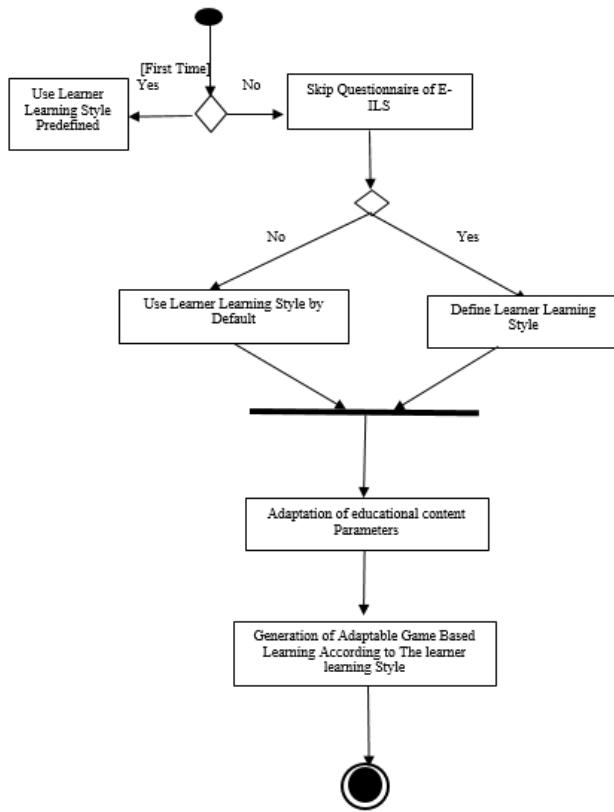 [First Time]
Yes
No
Use Learner
Learning Style
Predefined
Skip Questionnaire of E-
ILS
No
Yes
Use Learner Learning Style by
Default
Define Learner Learning
Style
Adaptation of educational content
Parameters
Generation of Adaptable Game Based
Learning According to The learner
learning Style